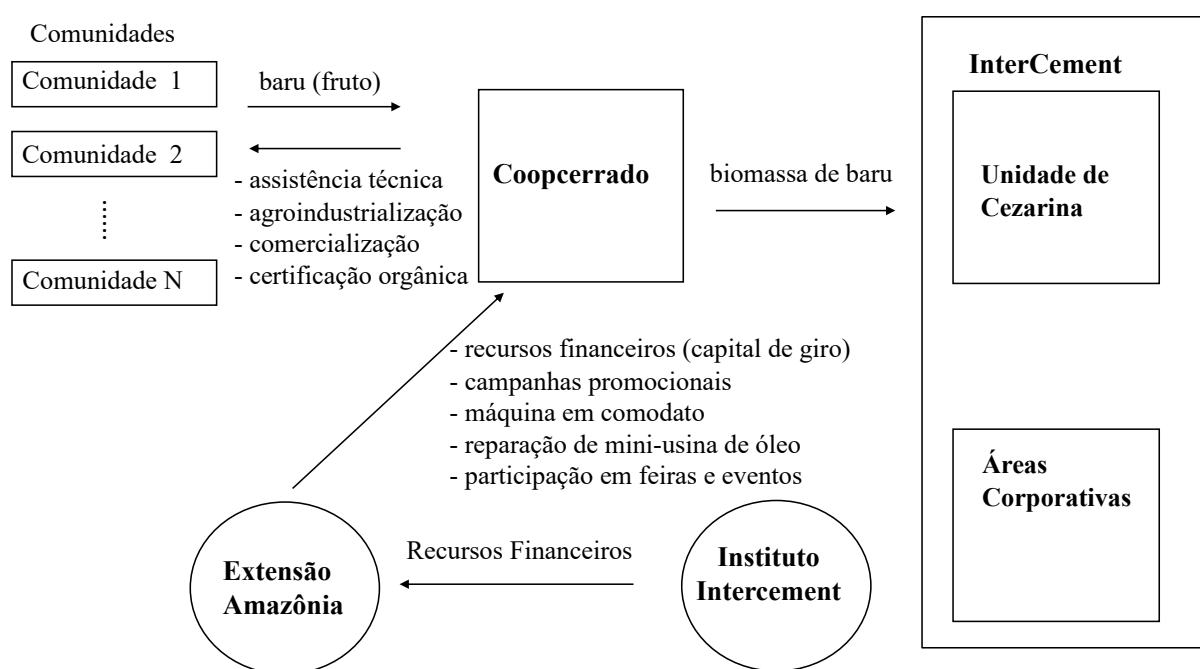 Comunidades
Comunidade 1
Comunidade 2
Comunidade N
baru (fruto)
- assistência técnica
- agroindustrialização
- comercialização
- certificação orgânica
Coopcerrado
biomassa de baru
InterCement
Unidade de
Cezarina
- recursos financeiros (capital de giro)
- campanhas promocionais
- máquina em comodato
- reparação de mini-usina de óleo
- participação em feiras e eventos
Áreas
Corporativas
Extensão
Amazônia
Recursos Financeiros
Instituto
Intercement